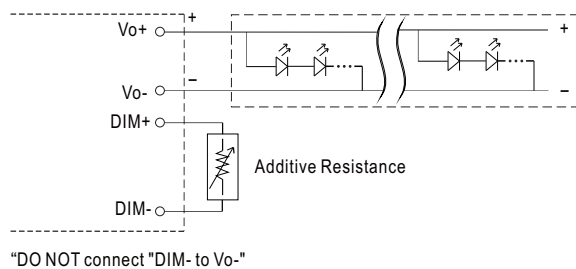 Vo+ +
+
-
Vo- -
DIM+
Additive Resistance
DIM-
“DO NOT connect "DIM- to Vo-"